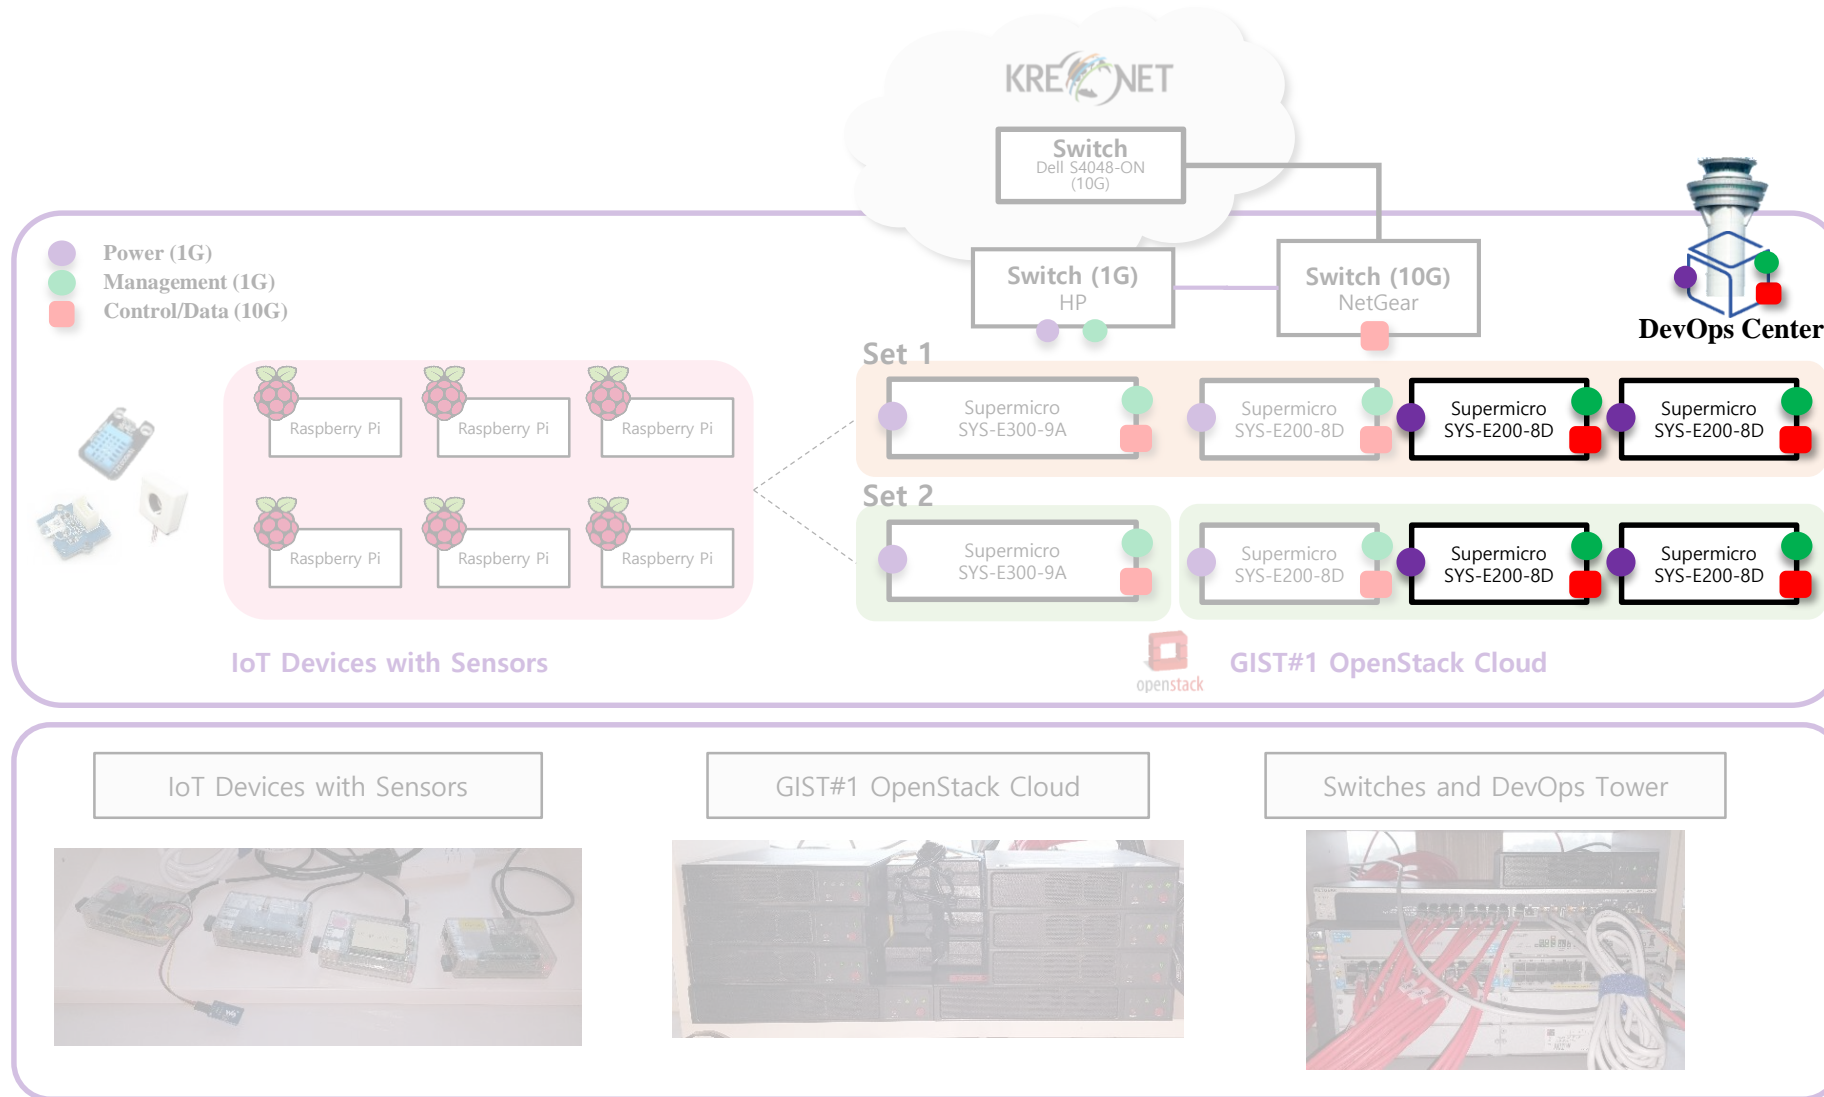 KREONET
Switch
Dell S4048-ON
(10G)
Power (1G)
Management (1G)
Control/Data (10G)
Switch (1G)
HP
Switch (10G)
NetGear
DevOps Center
Set 1
Raspberry Pi
Raspberry Pi
Raspberry Pi
Supermicro
SYS-E300-9A
Supermicro
SYS-E200-8D
Supermicro
SYS-E200-8D
Supermicro
SYS-E200-8D
Set 2
Raspberry Pi
Raspberry Pi
Raspberry Pi
Supermicro
SYS-E300-9A
Supermicro
SYS-E200-8D
Supermicro
SYS-E200-8D
Supermicro
SYS-E200-8D
IoT Devices with Sensors
openstack
GIST#1 OpenStack Cloud
IoT Devices with Sensors
GIST#1 OpenStack Cloud
Switches and DevOps Tower